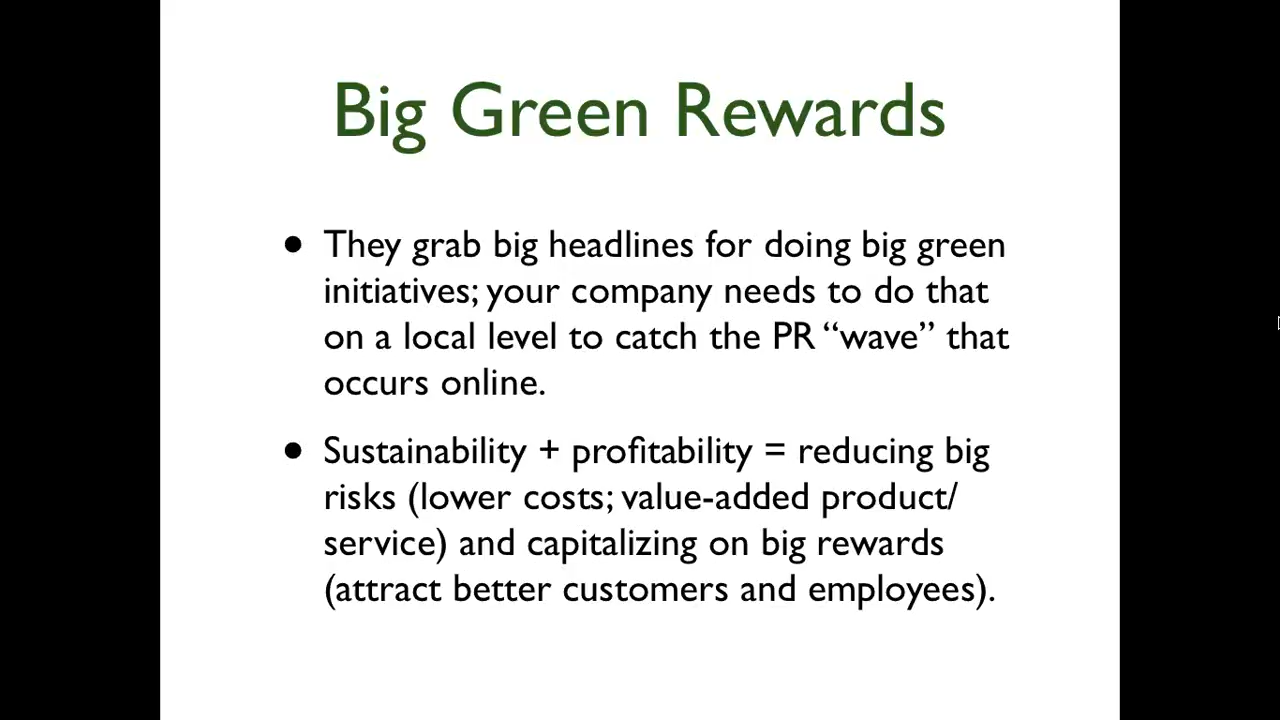 Big Green Rewards
• They grab big headlines for doing big green
initiatives; your company needs to do that
on a local level to catch the PR “wave” that
occurs online.
• Sustainability + profitability = reducing big
risks (lower costs; value-added product/
service) and capitalizing on big rewards
(attract better customers and employees).